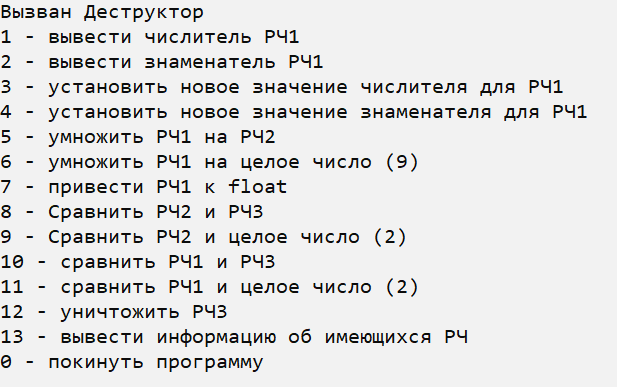 Вызван Деструктор
1 - вывести числитель РЧ1
2 - вывести знаменатель РЧ1
3 - установить новое значение числителя для РЧ1
4 - установить новое значение знаменателя для РЧ1
5 - умножить РЧ1 на РЧ2
6 - умножить РЧ1 на целое число (9)
7 - привести РЧ1 к float
8 - Сравнить РЧ2 и РЧ3
9 - Сравнить РЧ2 и целое число (2)
10 - сравнить РЧ1 и РЧ3
11 - сравнить РЧ1 и целое число (2)
12 - уничтожить РЧ3
13 - вывести информацию об имеющихся РЧ
0 - покинуть программу